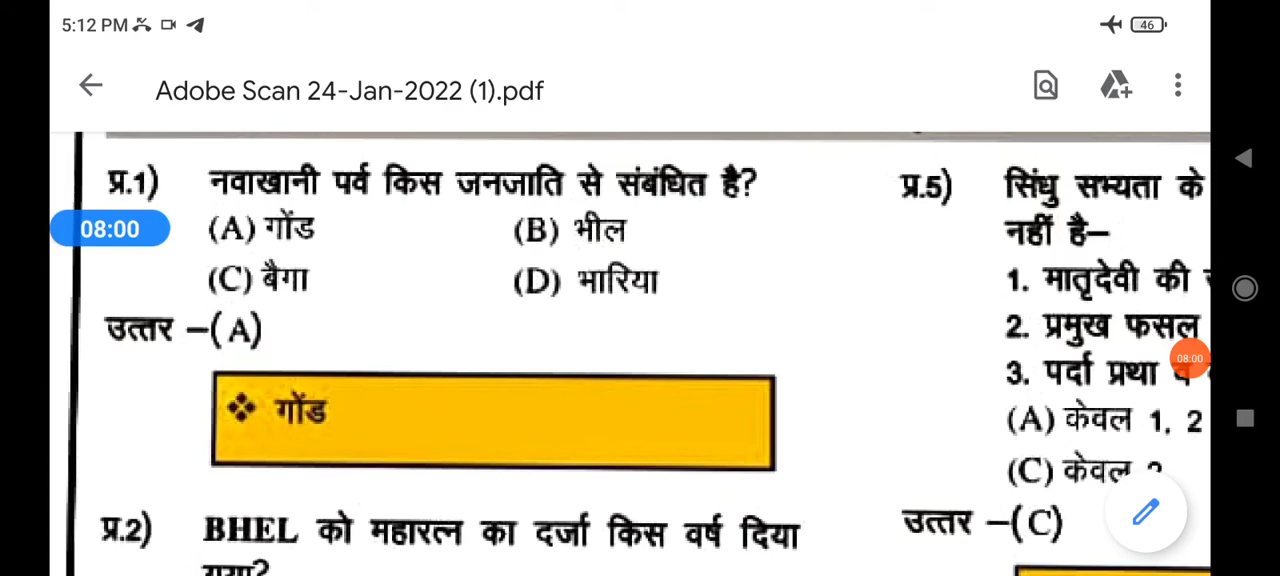 5:12 PM
46
Adobe Scan 24-Jan-2022 (1).pdf
प्र.1) नवाखानी पर्व किस जनजाति से संबंधित है?
08:00
(A) गोंड (B) भील
(C) बैगा (D) भारिया
उत्तर –(A)
❖ गोंड
प्र.2) BHEL को महारत्न का दर्जा किस वर्ष दिया
गया?
प्र.5) सिंधु सभ्यता के
नहीं है–
1. मातृदेवी की
2. प्रमुख फसल
08:00
3. पर्दा प्रथा व
(A) केवल 1, 2
(C) केवल
उत्तर –(C)